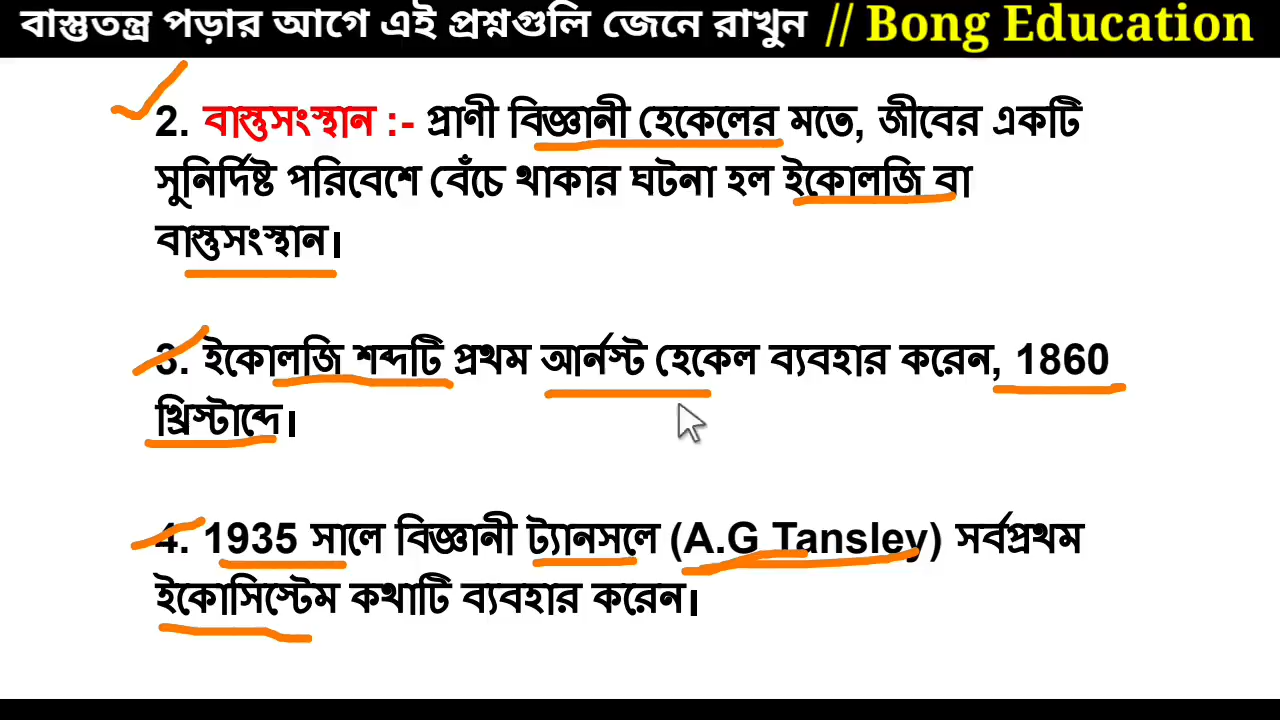 বাস্তুতন্ত্র পড়ার আগে এই প্রশ্নগুলি জেনে রাখুন // Bong Education
2. বাস্তুসংস্থান :- প্রাণী বিজ্ঞানী হেকেলের মতে, জীবের একটি
সুনির্দিষ্ট পরিবেশে বেঁচে থাকার ঘটনা হল ইকোলজি বা
বাস্তুসংস্থান।
3. ইকোলজি শব্দটি প্রথম আর্নস্ট হেকেল ব্যবহার করেন, 1860
খ্রিস্টাব্দে।
4. 1935 সালে বিজ্ঞানী ট্যানসলে (A.G Tansley) সর্বপ্রথম
ইকোসিস্টেম কথাটি ব্যবহার করেন।